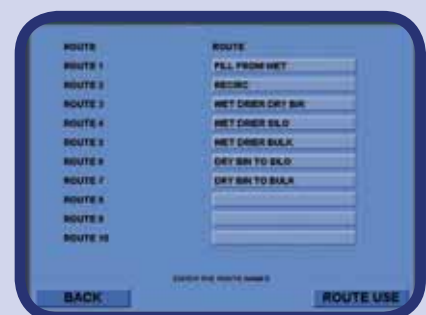 ROUTE ROUTE
ROUTE 1 FILL FROM WET
ROUTE 2 RECIRC
ROUTE 3 WET DRIER DRY BIN
ROUTE 4 WET DRIER SILO
ROUTE 5 WET DRIER BULK
ROUTE 6 DRY BIN TO SILO
ROUTE 7 DRY BIN TO BULK
ROUTE 8
ROUTE 9
ROUTE 10
ENTER THE ROUTE NAMES
BACK ROUTE USE